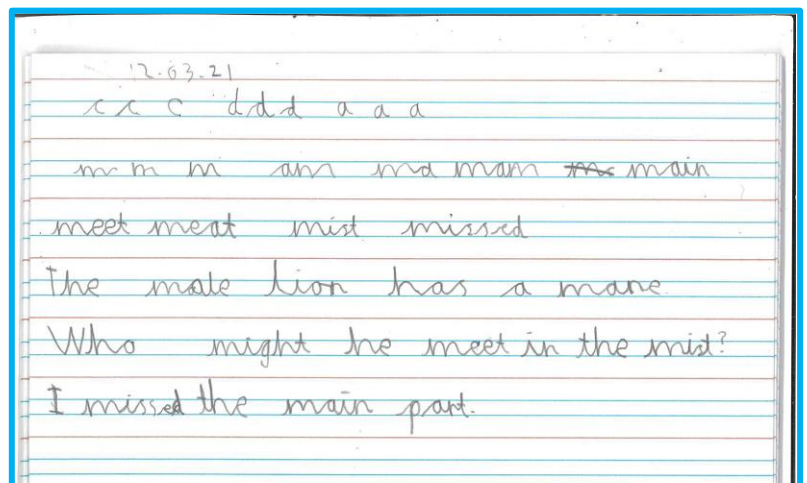 12.03.21
c c c d d d a a a
m m m am ma mam main
meet meat mist missed
The male lion has a mane.
Who might he meet in the mist?
I missed the main part.